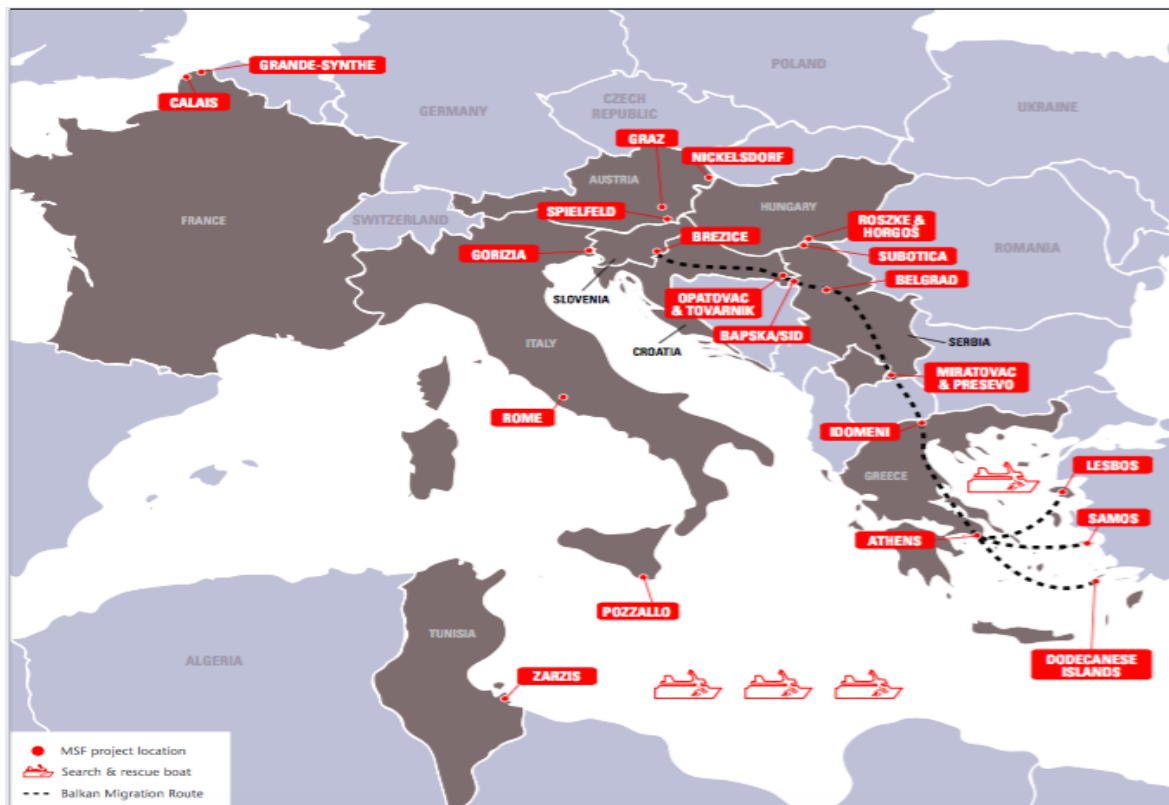 GRANDE-SYNTHE
CALAIS
POLAND
GERMANY
CZECH
REPUBLIC
UKRAINE
GRAZ
NICKELSDORF
AUSTRIA
FRANCE
SWITZERLAND
SPIELFELD
HUNGARY
ROSZKE &
HORGOŠ
GORIZIA
BREZICE
SUBOTICA
ROMANIA
BELGRAD
SLOVENIA
OPATOVAC
& TOVARNIK
BAPSKA/SID
ITALY
CROATIA
SERBIA
MIRATOVAC
& PRESEVO
ROME
IDOMENI
GREECE
LESBOS
SAMOS
ATHENS
POZZALLO
TUNISIA
ALGERIA
ZARZIS
DODECANESE
ISLANDS
MSF project location
Search & rescue boat
Balkan Migration Route